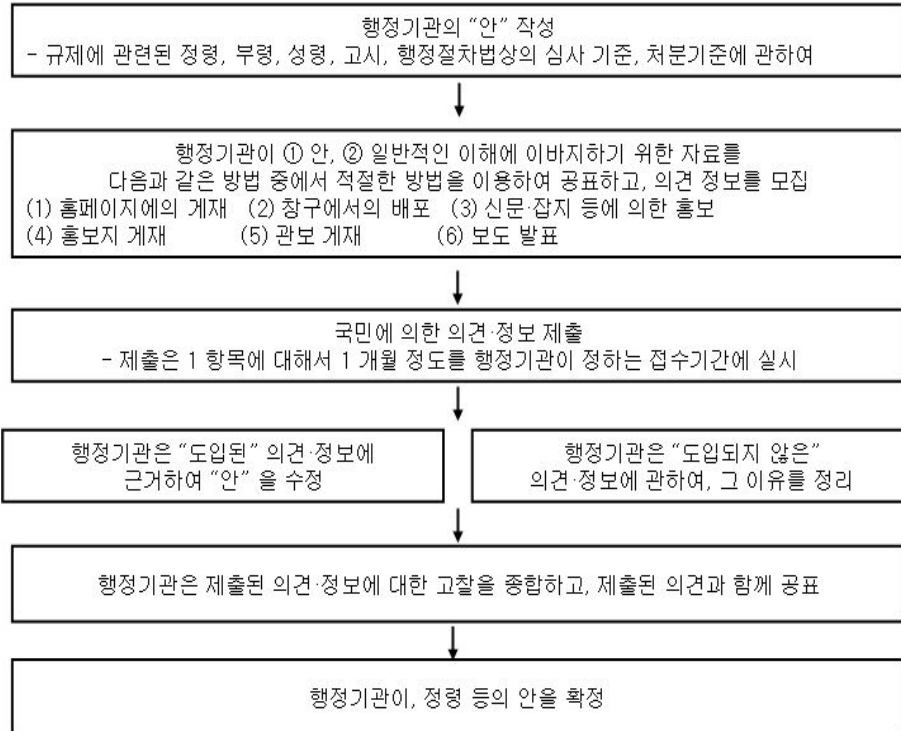 행정기관의 “안” 작성
- 규제에 관련된 정령, 부령, 성령, 고시, 행정절차법상의 심사 기준, 처분기준에 관하여
행정기관이 ① 안, ② 일반적인 이해에 이바지하기 위한 자료를
다음과 같은 방법 중에서 적절한 방법을 이용하여 공표하고, 의견 정보를 모집
(1) 홈페이지에의 게재 (2) 창구에서의 배포 (3) 신문·잡지 등에 의한 홍보
(4) 홍보지 게재 (5) 관보 게재 (6) 보도 발표
국민에 의한 의견·정보 제출
- 제출은 1 항목에 대해서 1 개월 정도를 행정기관이 정하는 접수기간에 실시
행정기관은 “도입된” 의견·정보에
근거하여 “안” 을 수정
행정기관은 “도입되지 않은”
의견·정보에 관하여, 그 이유를 정리
행정기관은 제출된 의견·정보에 대한 고찰을 종합하고, 제출된 의견과 함께 공표
행정기관이, 정령 등의 안을 확정